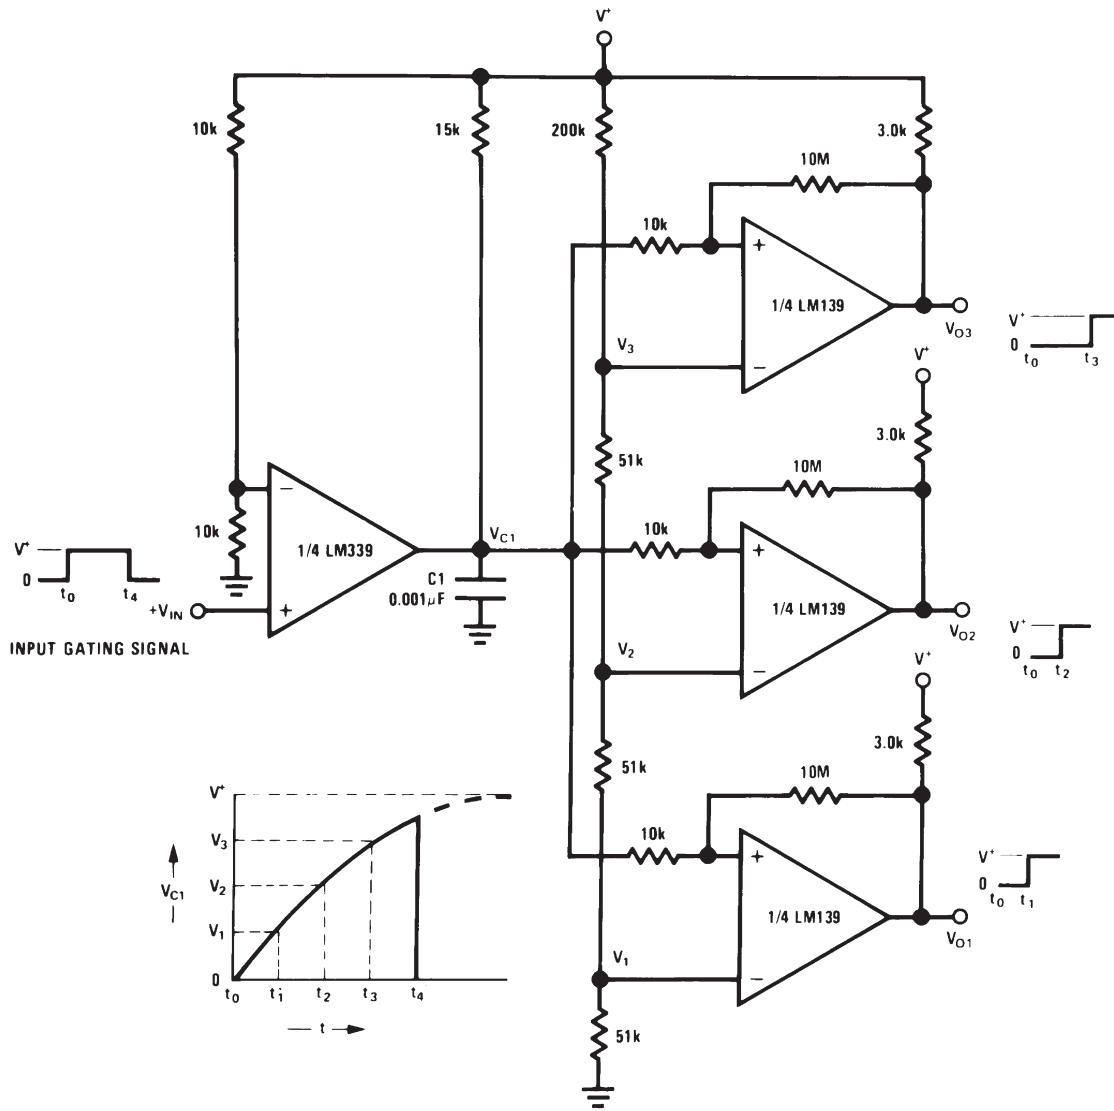 V+
10k
15k
200k
3.0k
10M
10k
+
1/4 LM139
−
V3
VO3
V+
0
t0 t3
V+
3.0k
51k
10M
10k
−
10k
1/4 LM339
+
VC1
C1
0.001μF
+
1/4 LM139
−
V2
VO2
V+
0
t0 t2
V+
0
t0 t4
+VIN
INPUT GATING SIGNAL
V+
3.0k
51k
10M
10k
+
1/4 LM139
−
V1
VO1
V+
0
t0 t1
51k
V+
V3
V2
V1
0
VC1
t0 t1 t2 t3 t4
t